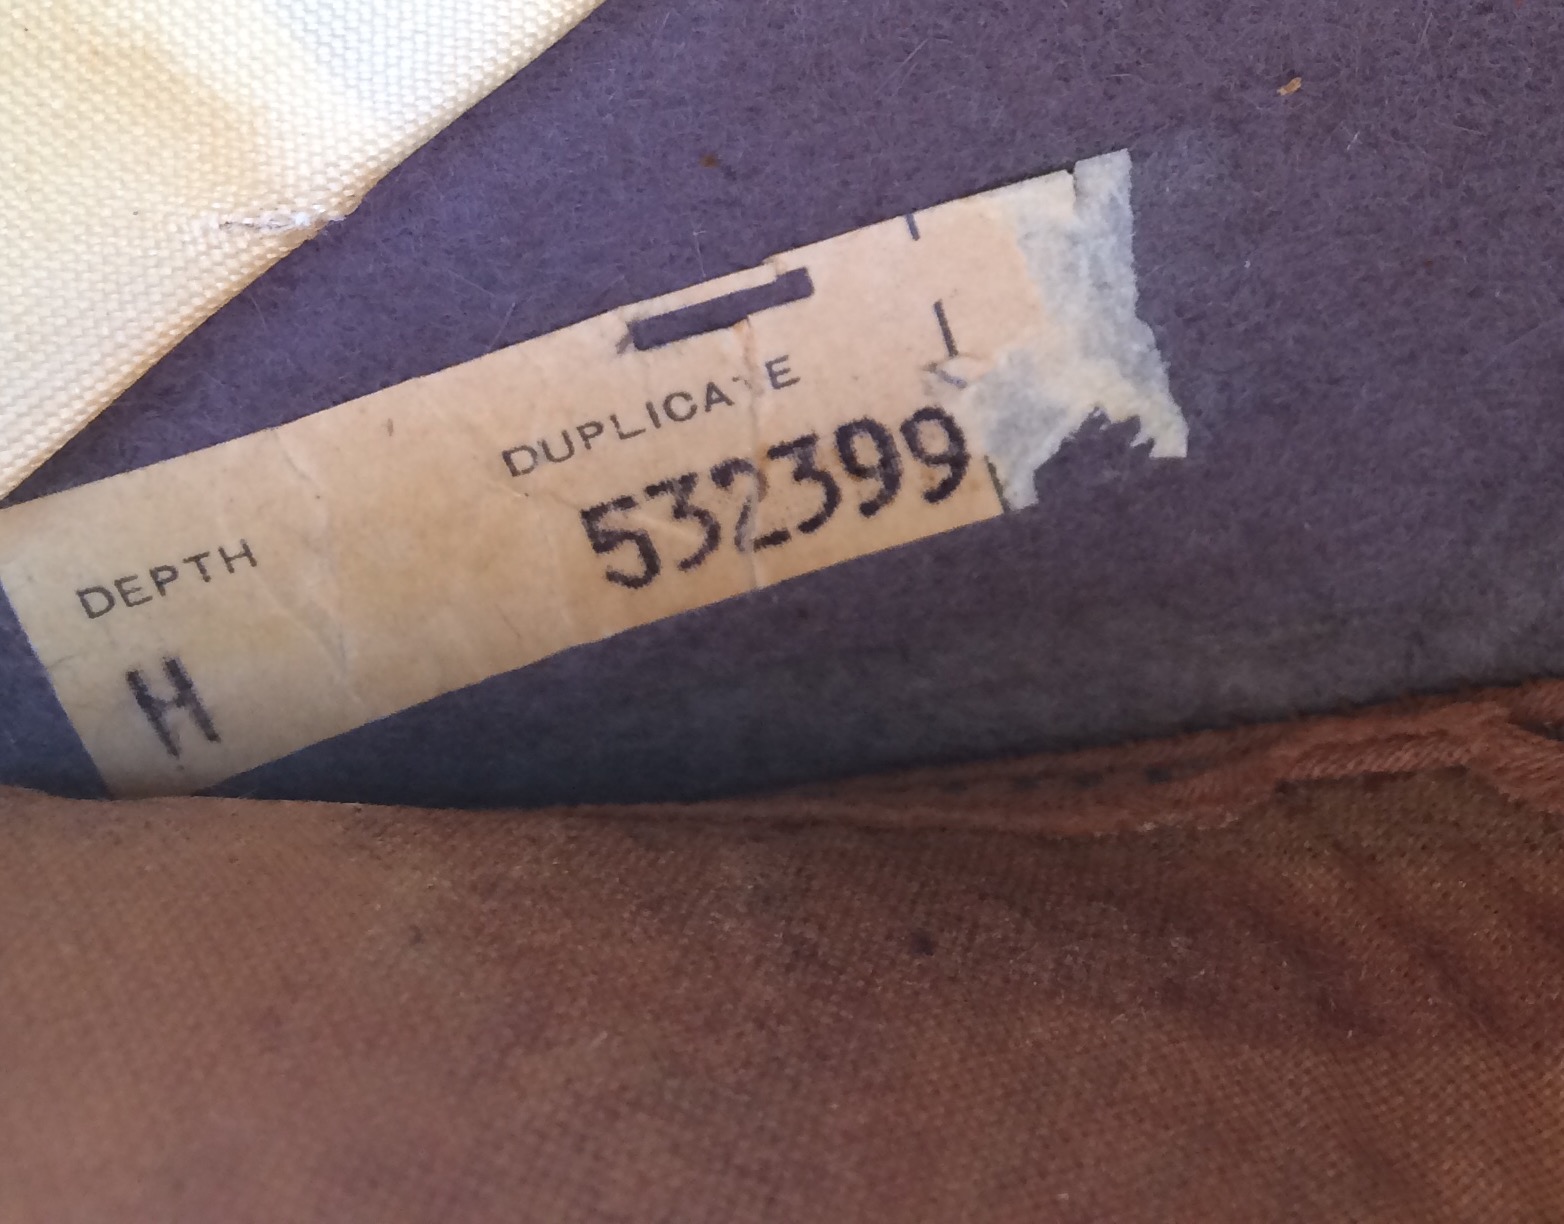 DUPLICATE
532399
DEPTH
H